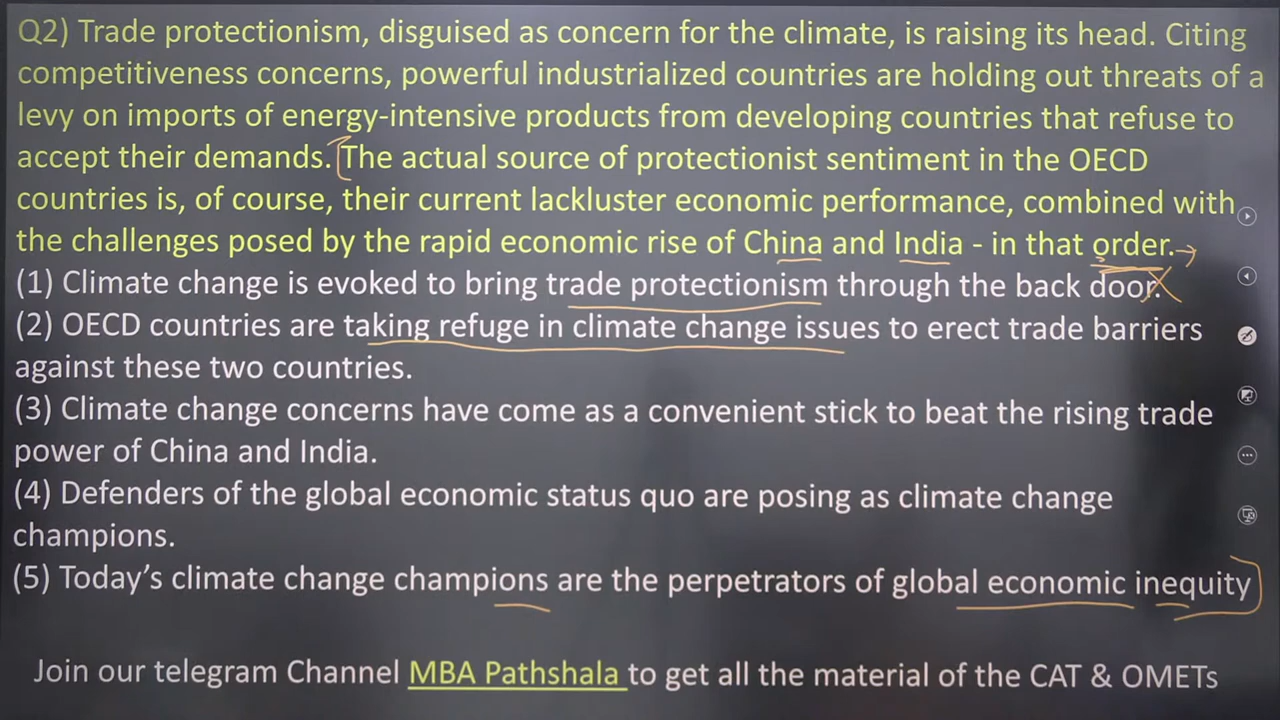 Q2) Trade protectionism, disguised as concern for the climate, is raising its head. Citing
competitiveness concerns, powerful industrialized countries are holding out threats of a
levy on imports of energy-intensive products from developing countries that refuse to
accept their demands. The actual source of protectionist sentiment in the OECD
countries is, of course, their current lackluster economic performance, combined with
the challenges posed by the rapid economic rise of China and India - in that order.
(1) Climate change is evoked to bring trade protectionism through the back door.
(2) OECD countries are taking refuge in climate change issues to erect trade barriers
against these two countries.
(3) Climate change concerns have come as a convenient stick to beat the rising trade
power of China and India.
(4) Defenders of the global economic status quo are posing as climate change
champions.
(5) Today's climate change champions are the perpetrators of global economic inequity
Join our telegram Channel MBA Pathshala to get all the material of the CAT & OMETs